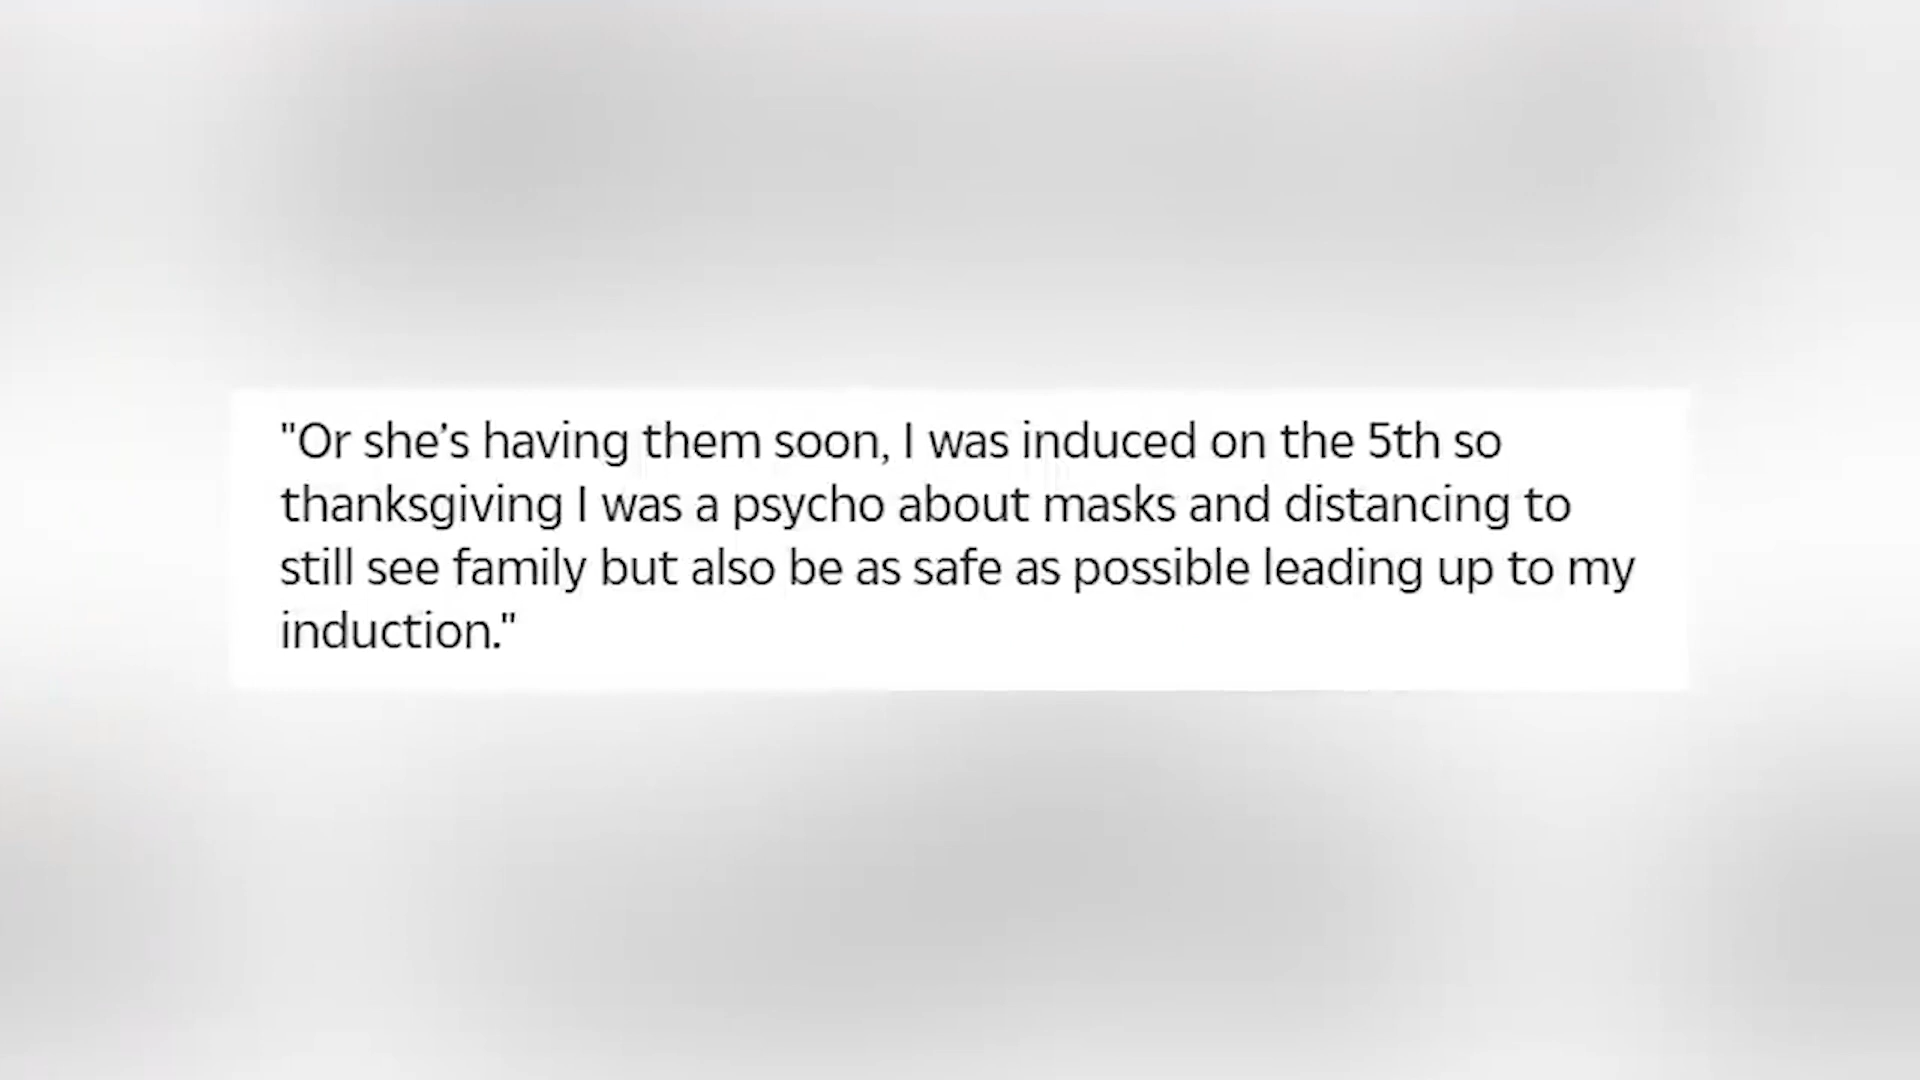 "Or she’s having them soon, I was induced on the 5th so
thanksgiving I was a psycho about masks and distancing to
still see family but also be as safe as possible leading up to my
induction."